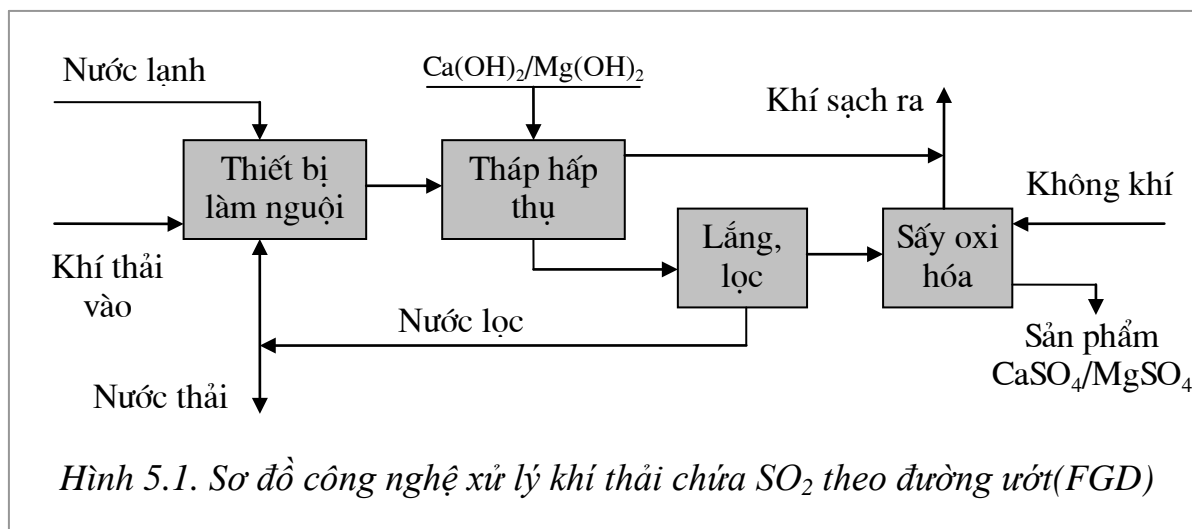 Nước lạnh
Ca(OH)₂/Mg(OH)₂
Khí sạch ra
Thiết bị
làm nguội
Tháp hấp
thụ
Không khí
Lắng,
lọc
Sấy oxi
hóa
Khí thải
vào
Nước lọc
Sản phẩm
CaSO₄/MgSO₄
Nước thải
Hình 5.1. Sơ đồ công nghệ xử lý khí thải chứa SO₂ theo đường ướt(FGD)